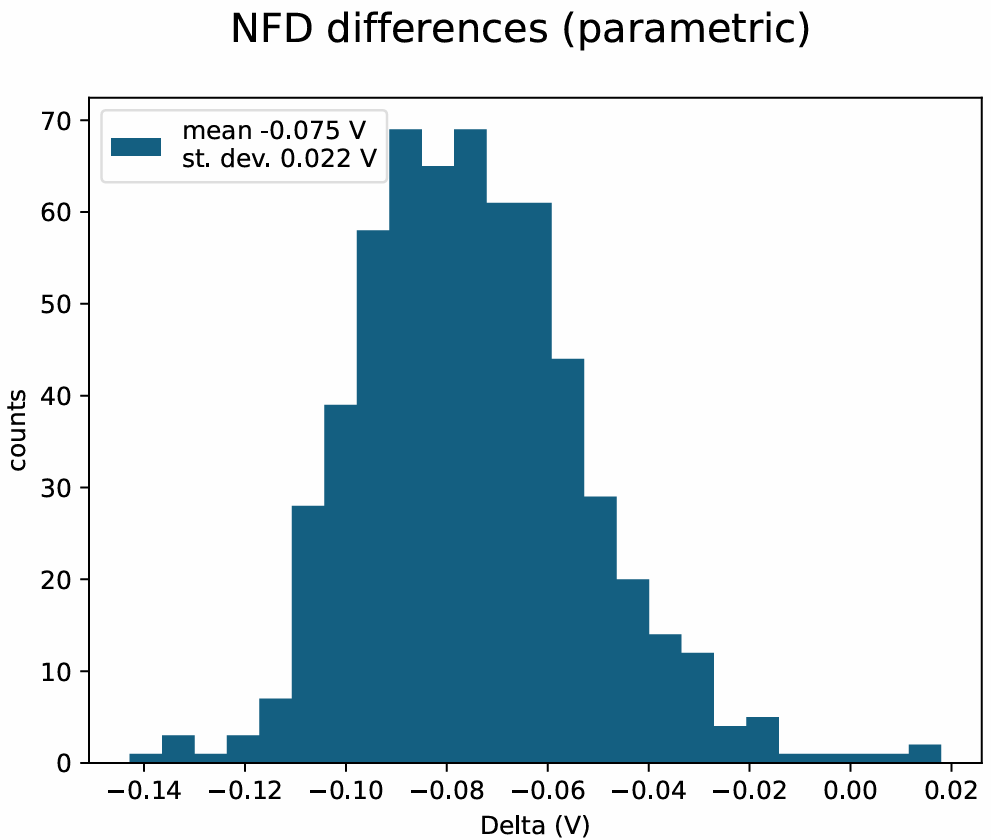 NFD differences (parametric)
mean -0.075 V
st. dev. 0.022 V
70
60
50
40
30
20
10
0
counts
−0.14 −0.12 −0.10 −0.08 −0.06 −0.04 −0.02 0.00 0.02
Delta (V)